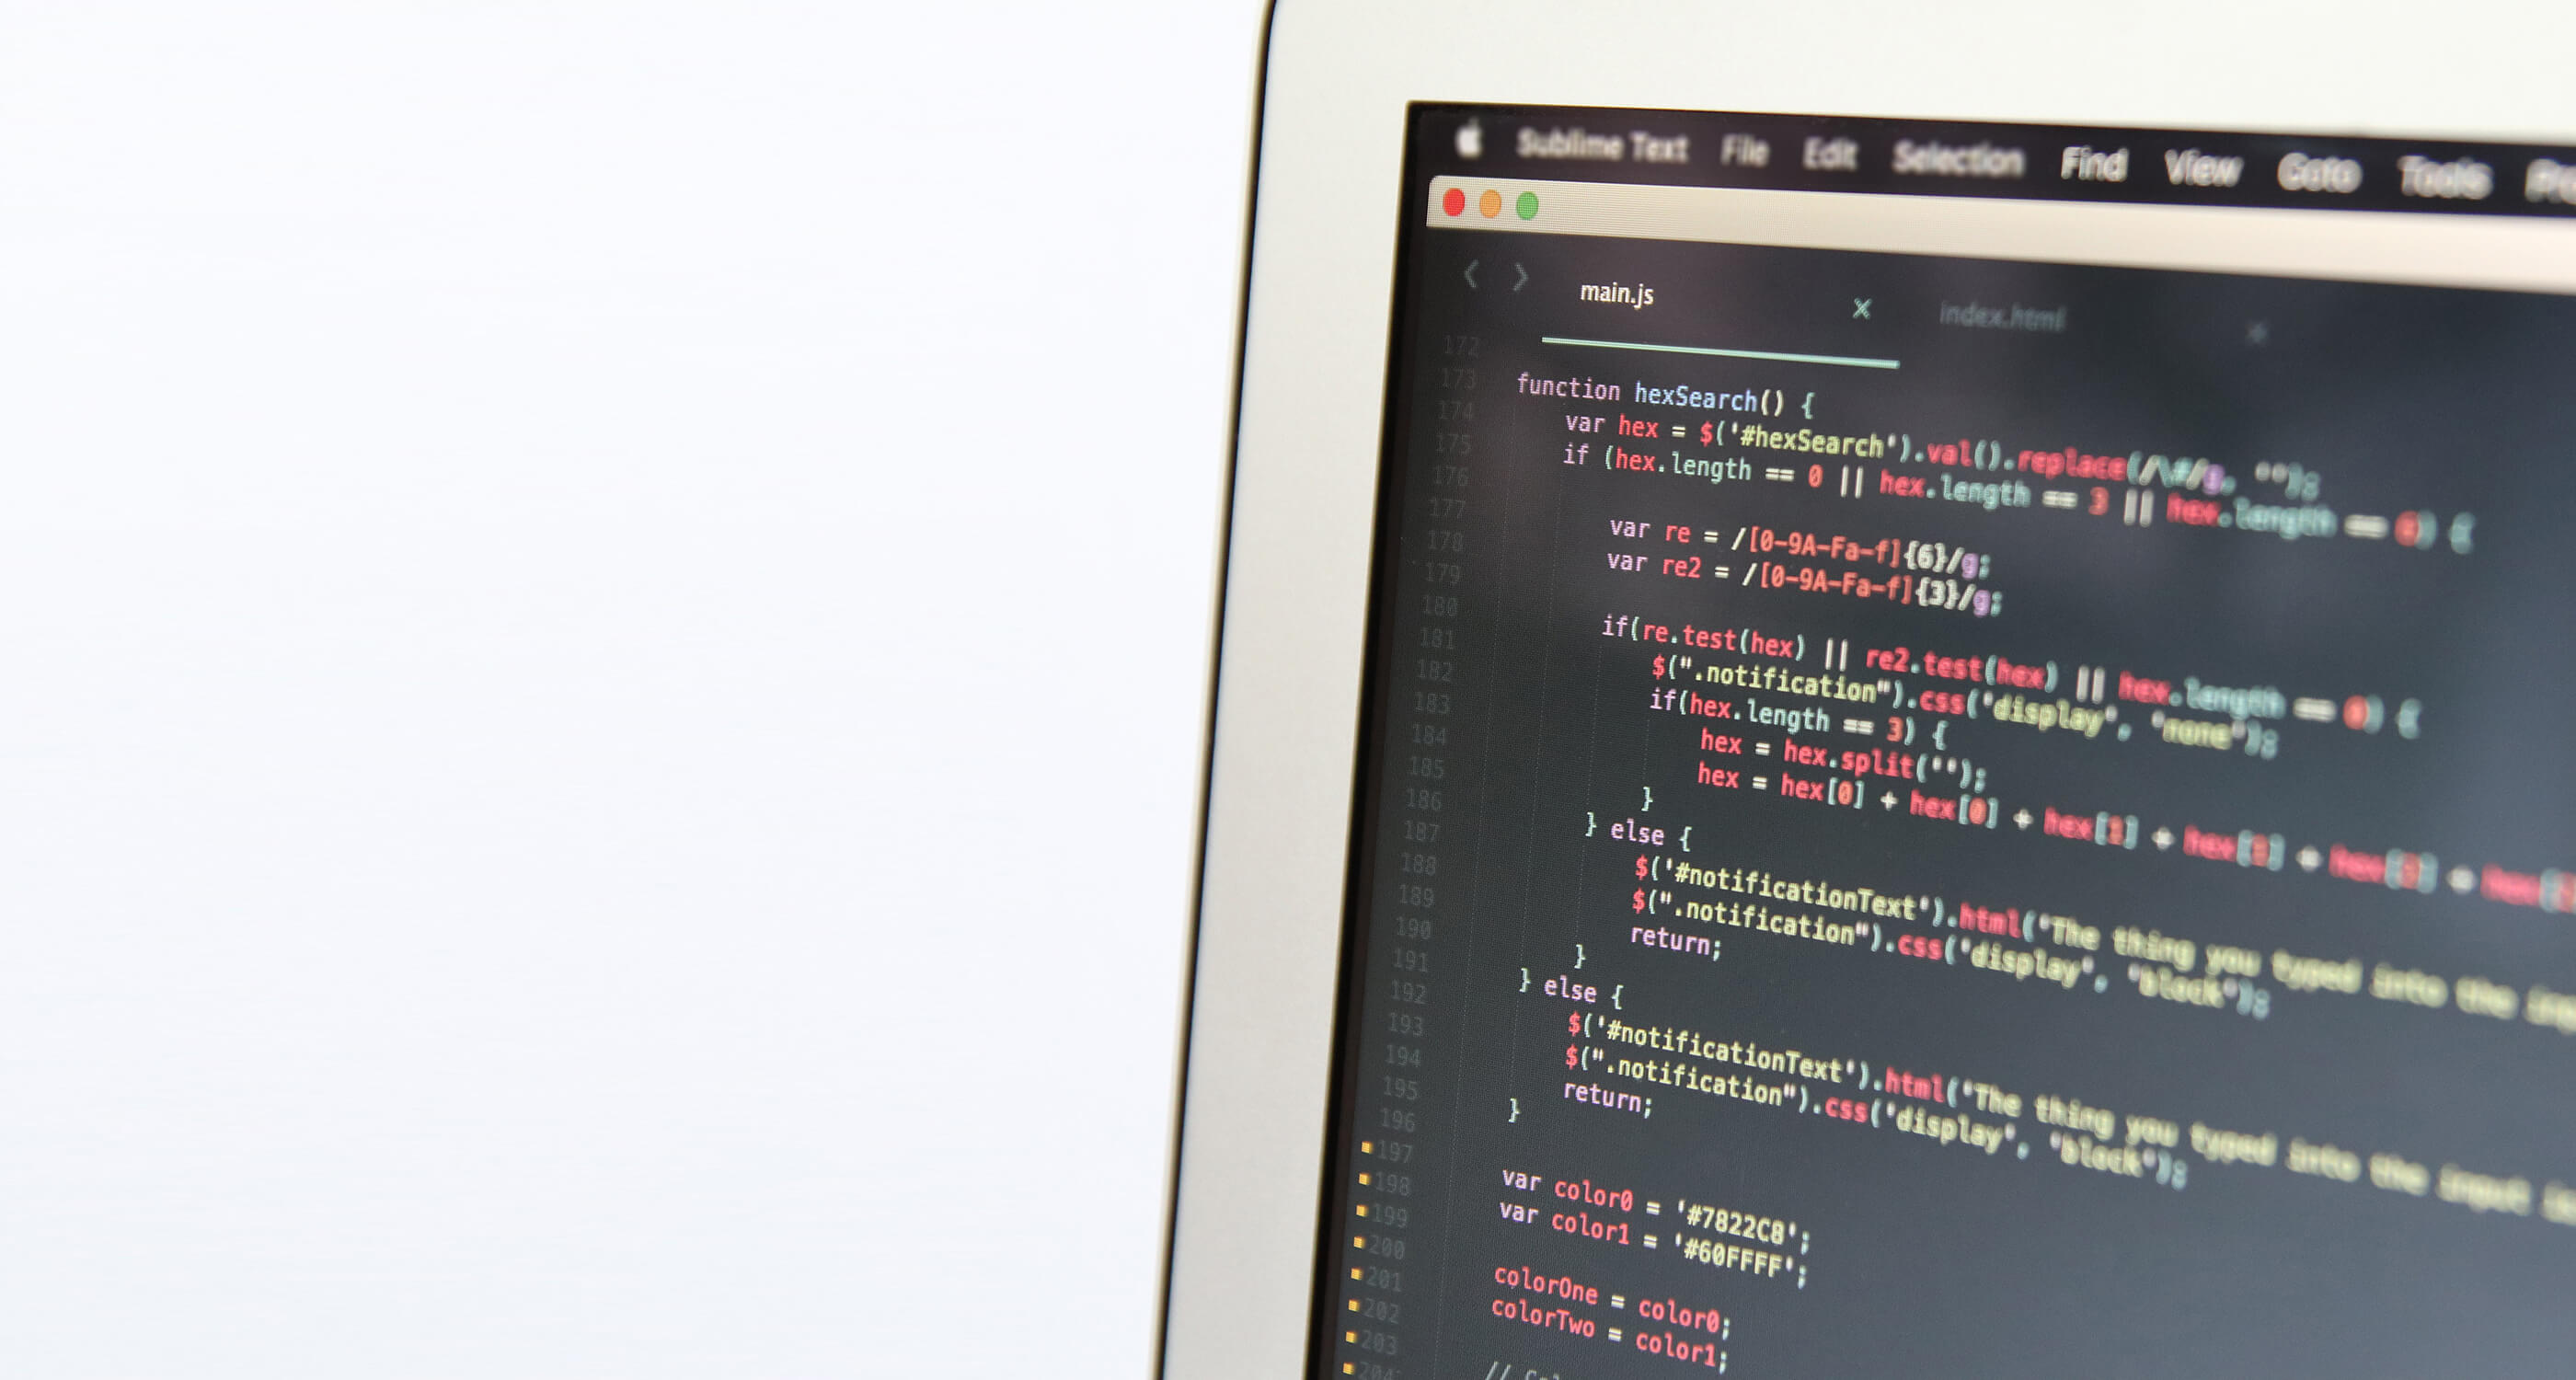 Sublime Text File Edit Selection Find View Goto Tools
main.js index.html
172
173 function hexSearch() {
174 var hex = $('#hexSearch').val().replace(/\#/g, '');
175 if (hex.length == 0 || hex.length == 3 || hex.length == ) {
176
177 var re = /[0-9A-Fa-f]{6}/g;
178 var re2 = /[0-9A-Fa-f]{3}/g;
179
180 if(re.test(hex) || re2.test(hex) || hex.length == 0) {
181 $(".notification").css('display', 'none');
182 if(hex.length == 3) {
183 hex = hex.split('');
184 hex = hex[0] + hex[0] + hex[1] + hex[1] + hex[2] + hex[
185 }
186 } else {
187 $('#notificationText').html('The thing you typed into the
188 $(".notification").css('display', 'block');
189 return;
190 }
191 } else {
192 $('#notificationText').html('The thing you typed into the input
193 $(".notification").css('display', 'block');
194 return;
195 }
196
197 var color0 = '#7822C8';
198 var color1 = '#60FFFF';
199
200 colorOne = color0;
201 colorTwo = color1;
202
203 //
204